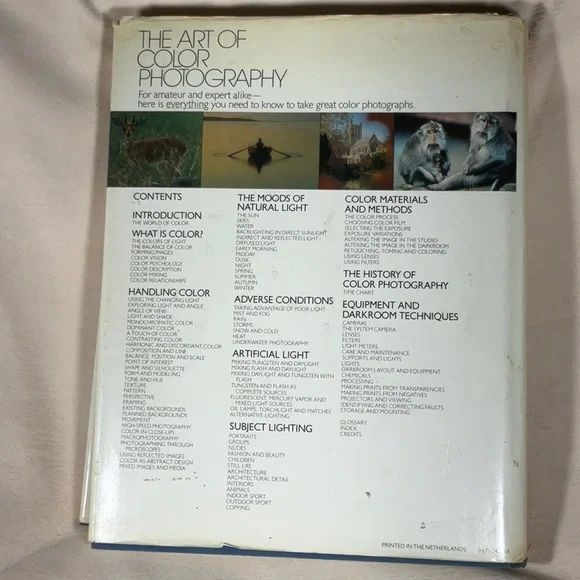 THE ART OF
COLOR
PHOTOGRAPHY
For amateur and expert alike—
here is everything you need to know to take great color photographs.
CONTENTS
INTRODUCTION
THE WORLD OF COLOR
WHAT IS COLOR?
THE COLORS OF LIGHT
THE BALANCE OF COLOR
FORMING IMAGES
COLOR VISION
COLOR PSYCHOLOGY
COLOR DESCRIPTION
COLOR MIXING
COLOR RELATIONSHIPS
HANDLING COLOR
USING THE CHANGING LIGHT
EXPLORING LIGHT AND ANGLE
ANGLE OF VIEW
LIGHT AND SHADE
MONOCHROMATIC COLOR
DOMINANT COLOR
A TOUCH OF COLOR
CONTRASTING COLOR
HARMONIC AND DISCORDANT COLOR
COMPOSITION AND LINE
BALANCE, POSITION AND SCALE
POINT OF INTEREST
SHAPE AND SILHOUETTE
FORM AND MODELING
TONE AND HUE
TEXTURE
PATTERN
PERSPECTIVE
FRAMING
EXISTING BACKGROUNDS
PLANNED BACKGROUNDS
MOVEMENT
HIGH-SPEED PHOTOGRAPHY
COLOR IN CLOSE-UPS
MACROPHOTOGRAPHY
PHOTOGRAPHING THROUGH
MICROSCOPES
USING REFLECTED IMAGES
COLOR AS ABSTRACT DESIGN
MIXED IMAGES AND MEDIA
THE MOODS OF
NATURAL LIGHT
THE SUN
SKIES
WATER
BACKLIGHTING IN DIRECT SUNLIGHT
INDIRECT AND REFLECTED LIGHT
DIFFUSED LIGHT
EARLY MORNING
MIDDAY
DUSK
NIGHT
SPRING
SUMMER
AUTUMN
WINTER
ADVERSE CONDITIONS
TAKING ADVANTAGE OF POOR LIGHT
MIST AND FOG
RAIN
STORMS
SNOW AND COLD
HEAT
UNDERWATER PHOTOGRAPHY
ARTIFICIAL LIGHT
MIXING TUNGSTEN AND DAYLIGHT
MIXING FLASH AND DAYLIGHT
MIXING DAYLIGHT AND TUNGSTEN WITH
FLASH
TUNGSTEN AND FLASH AS
COMPLETE SOURCES
FLUORESCENT, MERCURY VAPOR AND
MIXED LIGHT SOURCES
OIL LAMPS, TORCHLIGHT AND MATCHES
ALTERNATIVE LIGHTING
SUBJECT LIGHTING
PORTRAITS
GROUPS
NUDES
FASHION AND BEAUTY
CHILDREN
STILL LIFE
ARCHITECTURE
ARCHITECTURAL DETAIL
INTERIORS
ANIMALS
INDOOR SPORT
OUTDOOR SPORT
COPYING
COLOR MATERIALS
AND METHODS
THE COLOR PROCESS
CHOOSING COLOR FILM
SELECTING THE EXPOSURE
EXPOSURE VARIATIONS
ALTERING THE IMAGE IN THE STUDIO
ALTERING THE IMAGE IN THE DARKROOM
RETOUCHING, TONING AND COLORING
USING LENSES
USING FILTERS
THE HISTORY OF
COLOR PHOTOGRAPHY
TIME CHART
EQUIPMENT AND
DARKROOM TECHNIQUES
CAMERAS
THE SYSTEM CAMERA
LENSES
FILTERS
LIGHT METERS
CARE AND MAINTENANCE
SUPPORTS AND LIGHTS
LIGHTS
DARKROOM LAYOUT AND EQUIPMENT
CHEMICALS
PROCESSING
MAKING PRINTS FROM TRANSPARENCIES
MAKING PRINTS FROM NEGATIVES
PROJECTORS AND VIEWING
IDENTIFYING AND CORRECTING FAULTS
STORAGE AND MOUNTING
GLOSSARY
INDEX
CREDITS
PRINTED IN THE NETHERLANDS